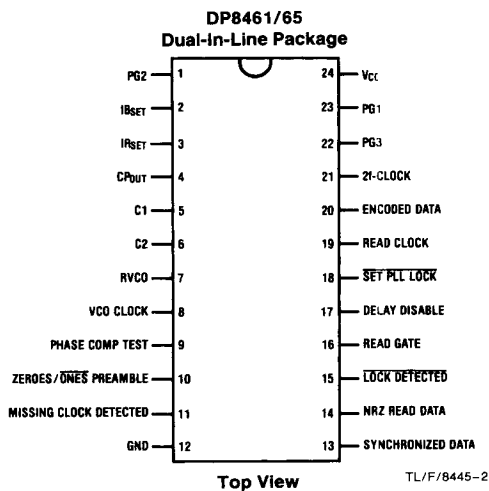 DP8461/65
Dual-In-Line Package
PG2 1 24 VCC
IBSET 2 23 PG1
IRSET 3 22 PG3
CPOUT 4 21 2f-CLOCK
C1 5 20 ENCODED DATA
C2 6 19 READ CLOCK
RVCO 7 18 SET PLL LOCK
VCO CLOCK 8 17 DELAY DISABLE
PHASE COMP TEST 9 16 READ GATE
ZEROES/ONES PREAMBLE 10 15 LOCK DETECTED
MISSING CLOCK DETECTED 11 14 NRZ READ DATA
GND 12 13 SYNCHRONIZED DATA
Top View
TL/F/8445-2